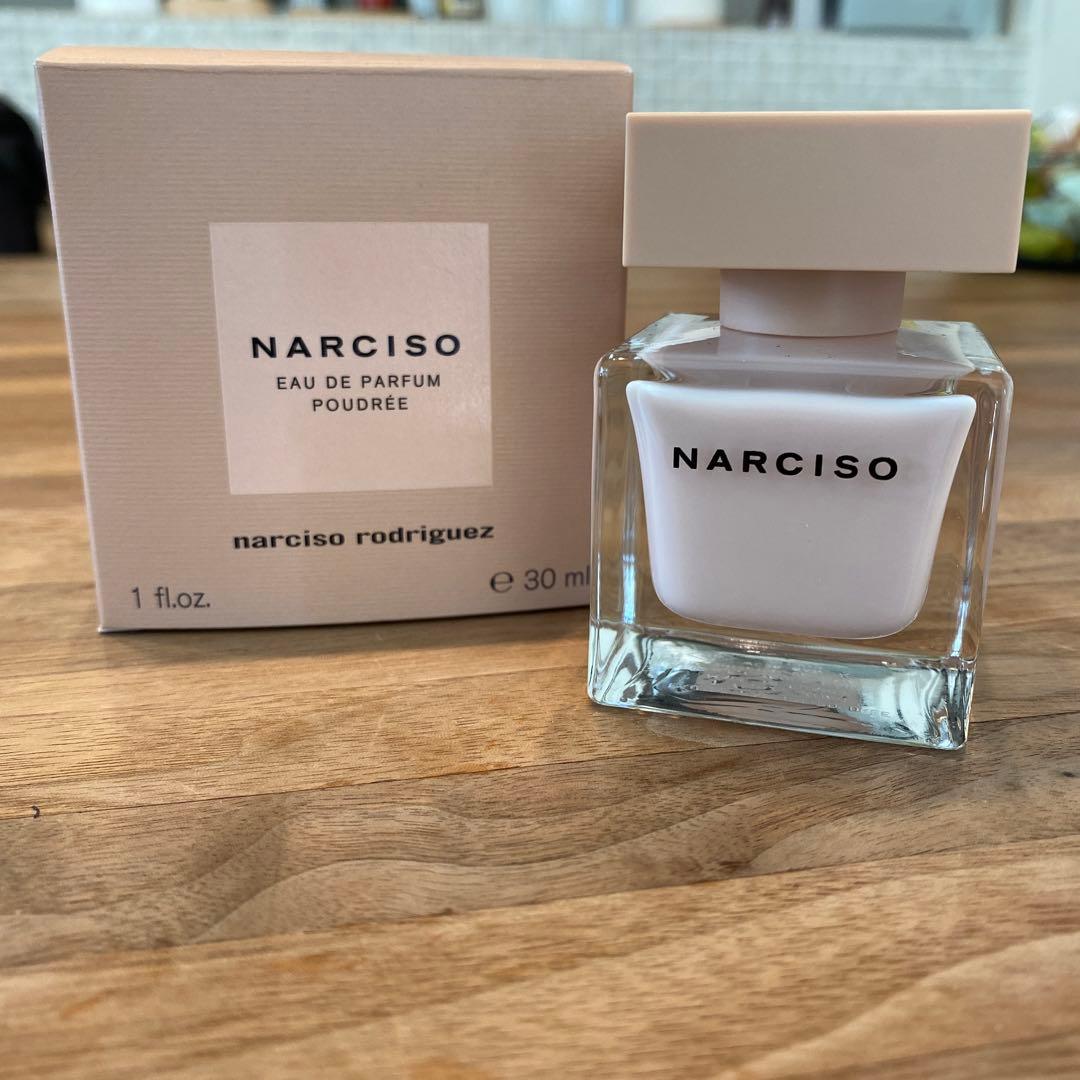 NARCISO
EAU DE PARFUM
POUDRÉE
narciso rodriguez
1 fl.oz.
℮ 30 ml
NARCISO